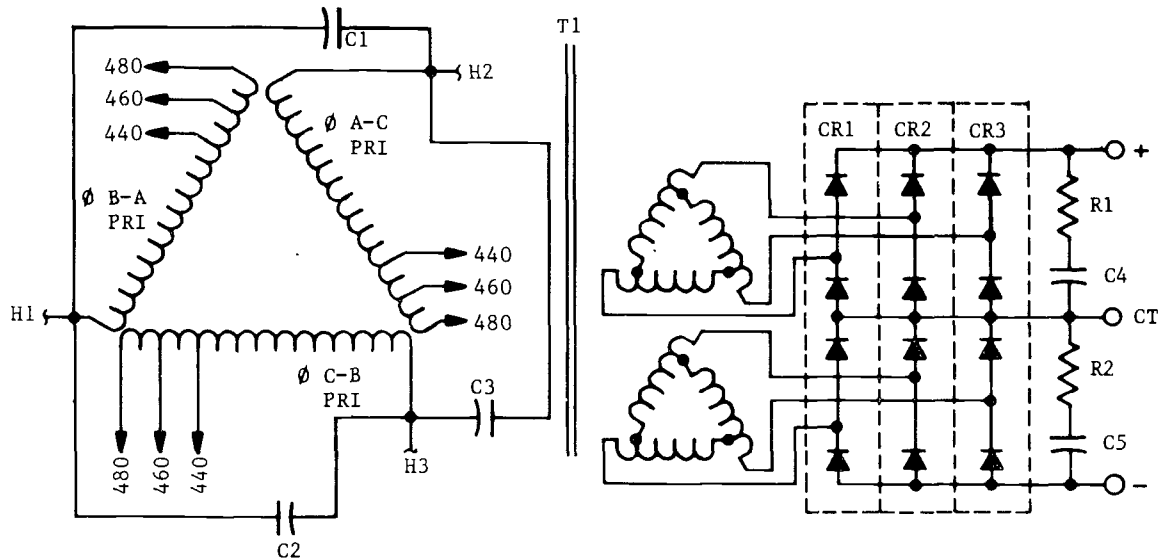 C1
T1
480
460
440
H2
Ø A-C
PRI
Ø B-A
PRI
440
460
480
H1
Ø C-B
PRI
C3
480
460
440
H3
C2
CR1
CR2
CR3
+
R1
C4
CT
R2
C5
-